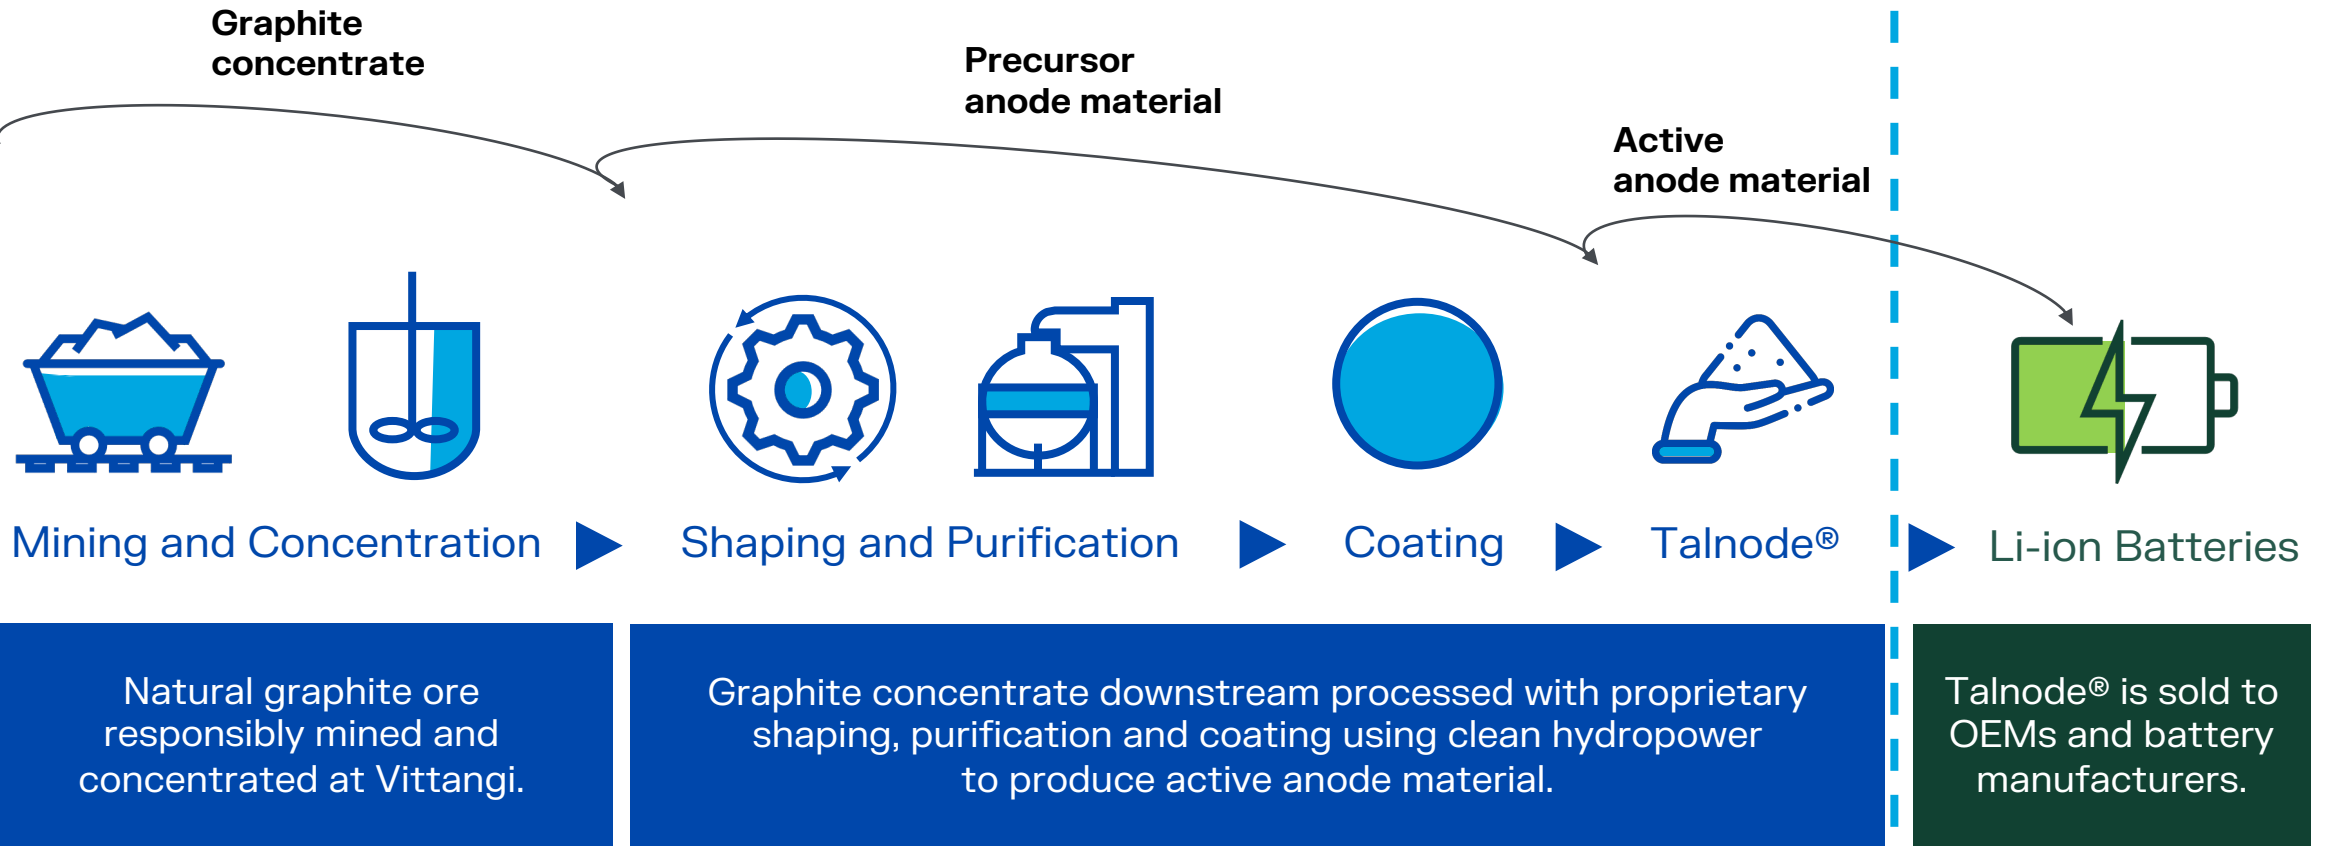 Graphite
concentrate
Precursor
anode material
Active
anode material
Mining and Concentration
Shaping and Purification
Coating
Talnode®
Li-ion Batteries
Natural graphite ore
responsibly mined and
concentrated at Vittangi.
Graphite concentrate downstream processed with proprietary
shaping, purification and coating using clean hydropower
to produce active anode material.
Talnode® is sold to
OEMs and battery
manufacturers.